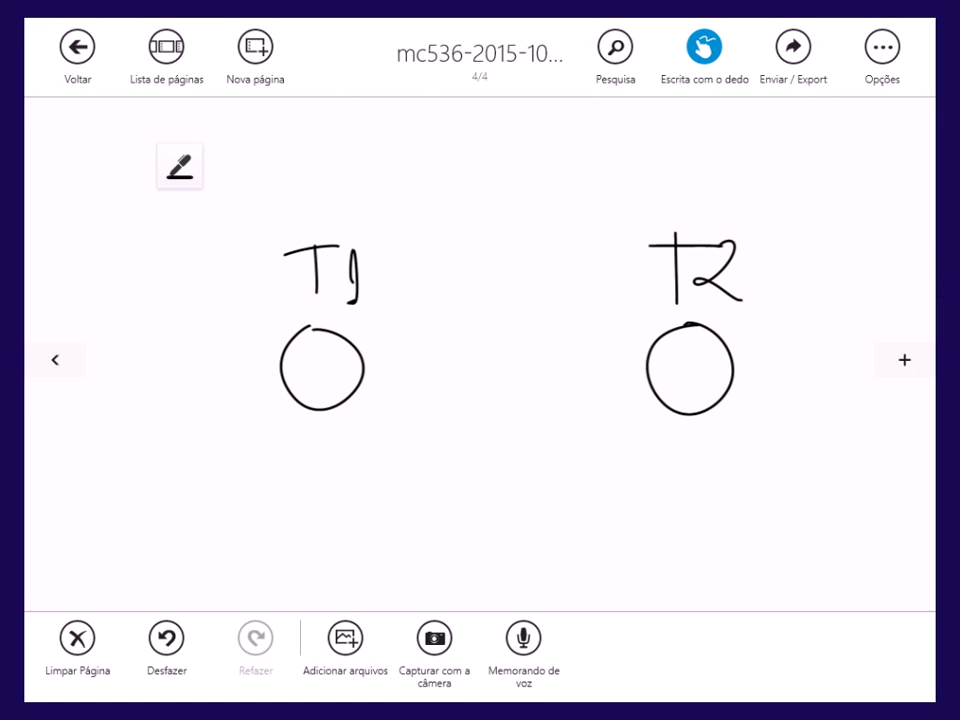 Voltar
Lista de páginas
Nova página
mc536-2015-10...
4/4
Pesquisa
Escrita com o dedo
Enviar / Export
Opções
T1
T2
Limpar Página
Desfazer
Refazer
Adicionar arquivos
Capturar com a
câmera
Memorando de
voz